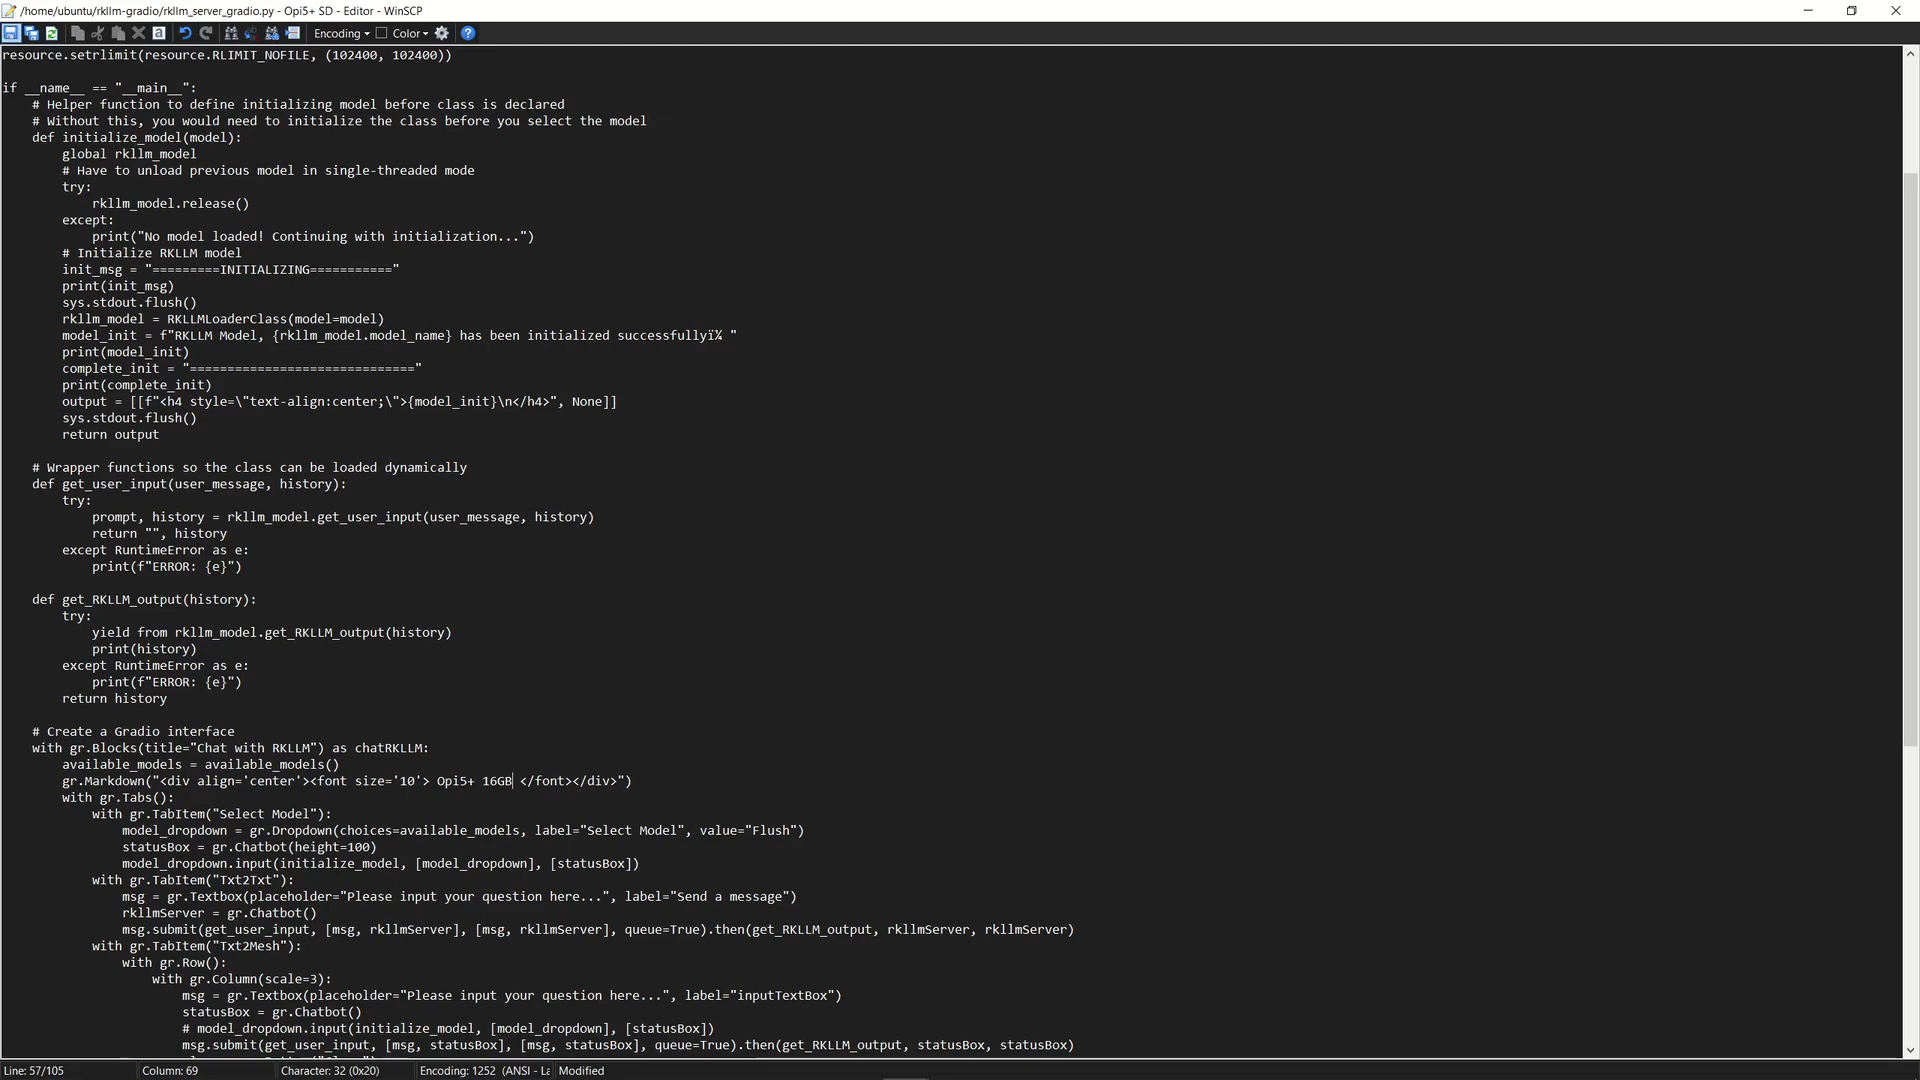 /home/ubuntu/rkllm-gradio/rkllm_server_gradio.py - Opi5+ SD - Editor - WinSCP
Encoding Color
resource.setrlimit(resource.RLIMIT_NOFILE, (102400, 102400))
if __name__ == "__main__":
    # Helper function to define initializing model before class is declared
    # Without this, you would need to initialize the class before you select the model
    def initialize_model(model):
        global rkllm_model
        # Have to unload previous model in single-threaded mode
        try:
            rkllm_model.release()
        except:
            print("No model loaded! Continuing with initialization...")
        # Initialize RKLLM model
        init_msg = "=========INITIALIZING==========="
        print(init_msg)
        sys.stdout.flush()
        rkllm_model = RKLLMLoaderClass(model=model)
        model_init = f"RKLLM Model, {rkllm_model.model_name} has been initialized successfullyï¼ "
        print(model_init)
        complete_init = "=============================="
        print(complete_init)
        output = [[f"<h4 style=\"text-align:center;\">{model_init}\n</h4>", None]]
        sys.stdout.flush()
        return output
    # Wrapper functions so the class can be loaded dynamically
    def get_user_input(user_message, history):
        try:
            prompt, history = rkllm_model.get_user_input(user_message, history)
            return "", history
        except RuntimeError as e:
            print(f"ERROR: {e}")
    def get_RKLLM_output(history):
        try:
            yield from rkllm_model.get_RKLLM_output(history)
            print(history)
        except RuntimeError as e:
            print(f"ERROR: {e}")
        return history
    # Create a Gradio interface
    with gr.Blocks(title="Chat with RKLLM") as chatRKLLM:
        available_models = available_models()
        gr.Markdown("<div align='center'><font size='10'> Opi5+ 16GB </font></div>")
        with gr.Tabs():
            with gr.TabItem("Select Model"):
                model_dropdown = gr.Dropdown(choices=available_models, label="Select Model", value="Flush")
                statusBox = gr.Chatbot(height=100)
                model_dropdown.input(initialize_model, [model_dropdown], [statusBox])
            with gr.TabItem("Txt2Txt"):
                msg = gr.Textbox(placeholder="Please input your question here...", label="Send a message")
                rkllmServer = gr.Chatbot()
                msg.submit(get_user_input, [msg, rkllmServer], [msg, rkllmServer], queue=True).then(get_RKLLM_output, rkllmServer, rkllmServer)
            with gr.TabItem("Txt2Mesh"):
                with gr.Row():
                    with gr.Column(scale=3):
                        msg = gr.Textbox(placeholder="Please input your question here...", label="inputTextBox")
                        statusBox = gr.Chatbot()
                        # model_dropdown.input(initialize_model, [model_dropdown], [statusBox])
                        msg.submit(get_user_input, [msg, statusBox], [msg, statusBox], queue=True).then(get_RKLLM_output, statusBox, statusBox)
Line: 57/105 Column: 69 Character: 32 (0x20) Encoding: 1252 (ANSI - La Modified